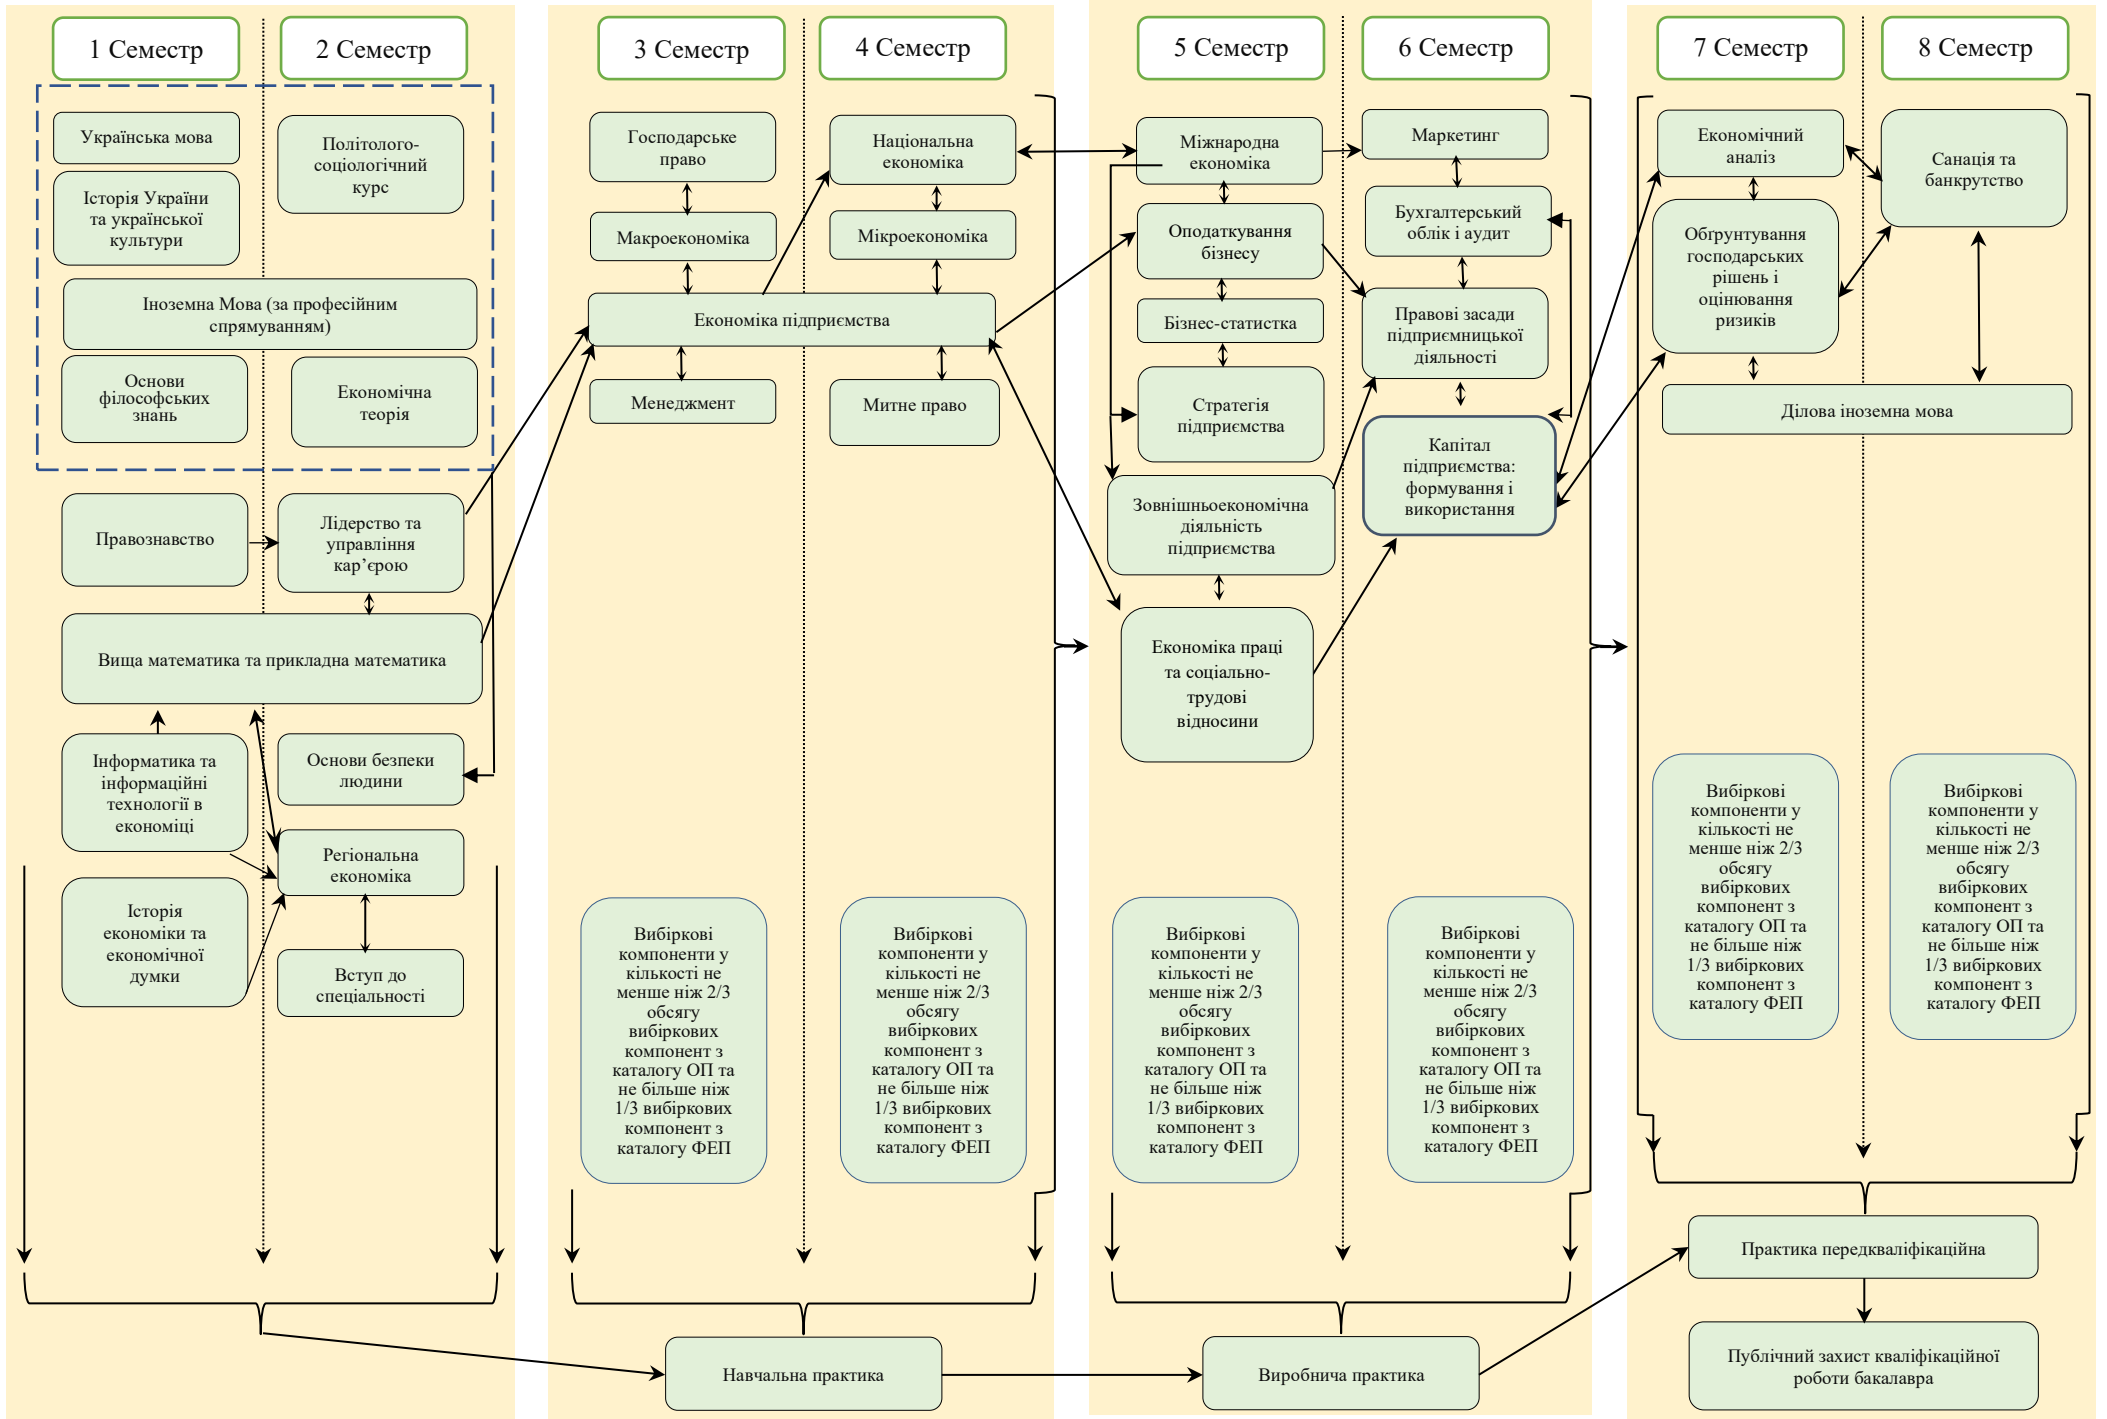 1 Семестр
2 Семестр
3 Семестр
4 Семестр
5 Семестр
6 Семестр
7 Семестр
8 Семестр
Українська мова
Історія України
та української
культури
Політолого-
соціологічний
курс
Іноземна Мова (за професійним
спрямуванням)
Основи
філософських
знань
Економічна
теорія
Правознавство
Лідерство та
управління
кар’єрою
Вища математика та прикладна математика
Інформатика та
інформаційні
технології в
економіці
Основи безпеки
людини
Регіональна
економіка
Історія
економіки та
економічної
думки
Вступ до
спеціальності
Господарське
право
Макроекономіка
Національна
економіка
Мікроекономіка
Економіка підприємства
Менеджмент
Митне право
Вибіркові
компоненти у
кількості не
менше ніж 2/3
обсягу
вибіркових
компонент з
каталогу ОП та
не більше ніж
1/3 вибіркових
компонент з
каталогу ФЕП
Вибіркові
компоненти у
кількості не
менше ніж 2/3
обсягу
вибіркових
компонент з
каталогу ОП та
не більше ніж
1/3 вибіркових
компонент з
каталогу ФЕП
Навчальна практика
Міжнародна
економіка
Оподаткування
бізнесу
Бізнес-статистка
Стратегія
підприємства
Зовнішньоекономічна
діяльність
підприємства
Економіка праці
та соціально-
трудові
відносини
Маркетинг
Бухгалтерський
облік і аудит
Правові засади
підприємницької
діяльності
Капітал
підприємства:
формування і
використання
Вибіркові
компоненти у
кількості не
менше ніж 2/3
обсягу
вибіркових
компонент з
каталогу ОП та
не більше ніж
1/3 вибіркових
компонент з
каталогу ФЕП
Вибіркові
компоненти у
кількості не
менше ніж 2/3
обсягу
вибіркових
компонент з
каталогу ОП та
не більше ніж
1/3 вибіркових
компонент з
каталогу ФЕП
Виробнича практика
Економічний
аналіз
Санація та
банкрутство
Обґрунтування
господарських
рішень і
оцінювання
ризиків
Ділова іноземна мова
Вибіркові
компоненти у
кількості не
менше ніж 2/3
обсягу
вибіркових
компонент з
каталогу ОП та
не більше ніж
1/3 вибіркових
компонент з
каталогу ФЕП
Вибіркові
компоненти у
кількості не
менше ніж 2/3
обсягу
вибіркових
компонент з
каталогу ОП та
не більше ніж
1/3 вибіркових
компонент з
каталогу ФЕП
Практика передкваліфікаційна
Публічний захист кваліфікаційної
роботи бакалавра